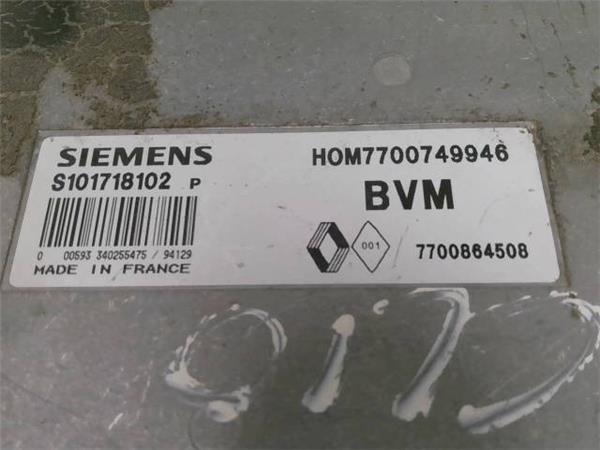 SIEMENS
S101718102 P
0 00593 340255475 / 94129
MADE IN FRANCE
HOM7700749946
BVM
001
7700864508